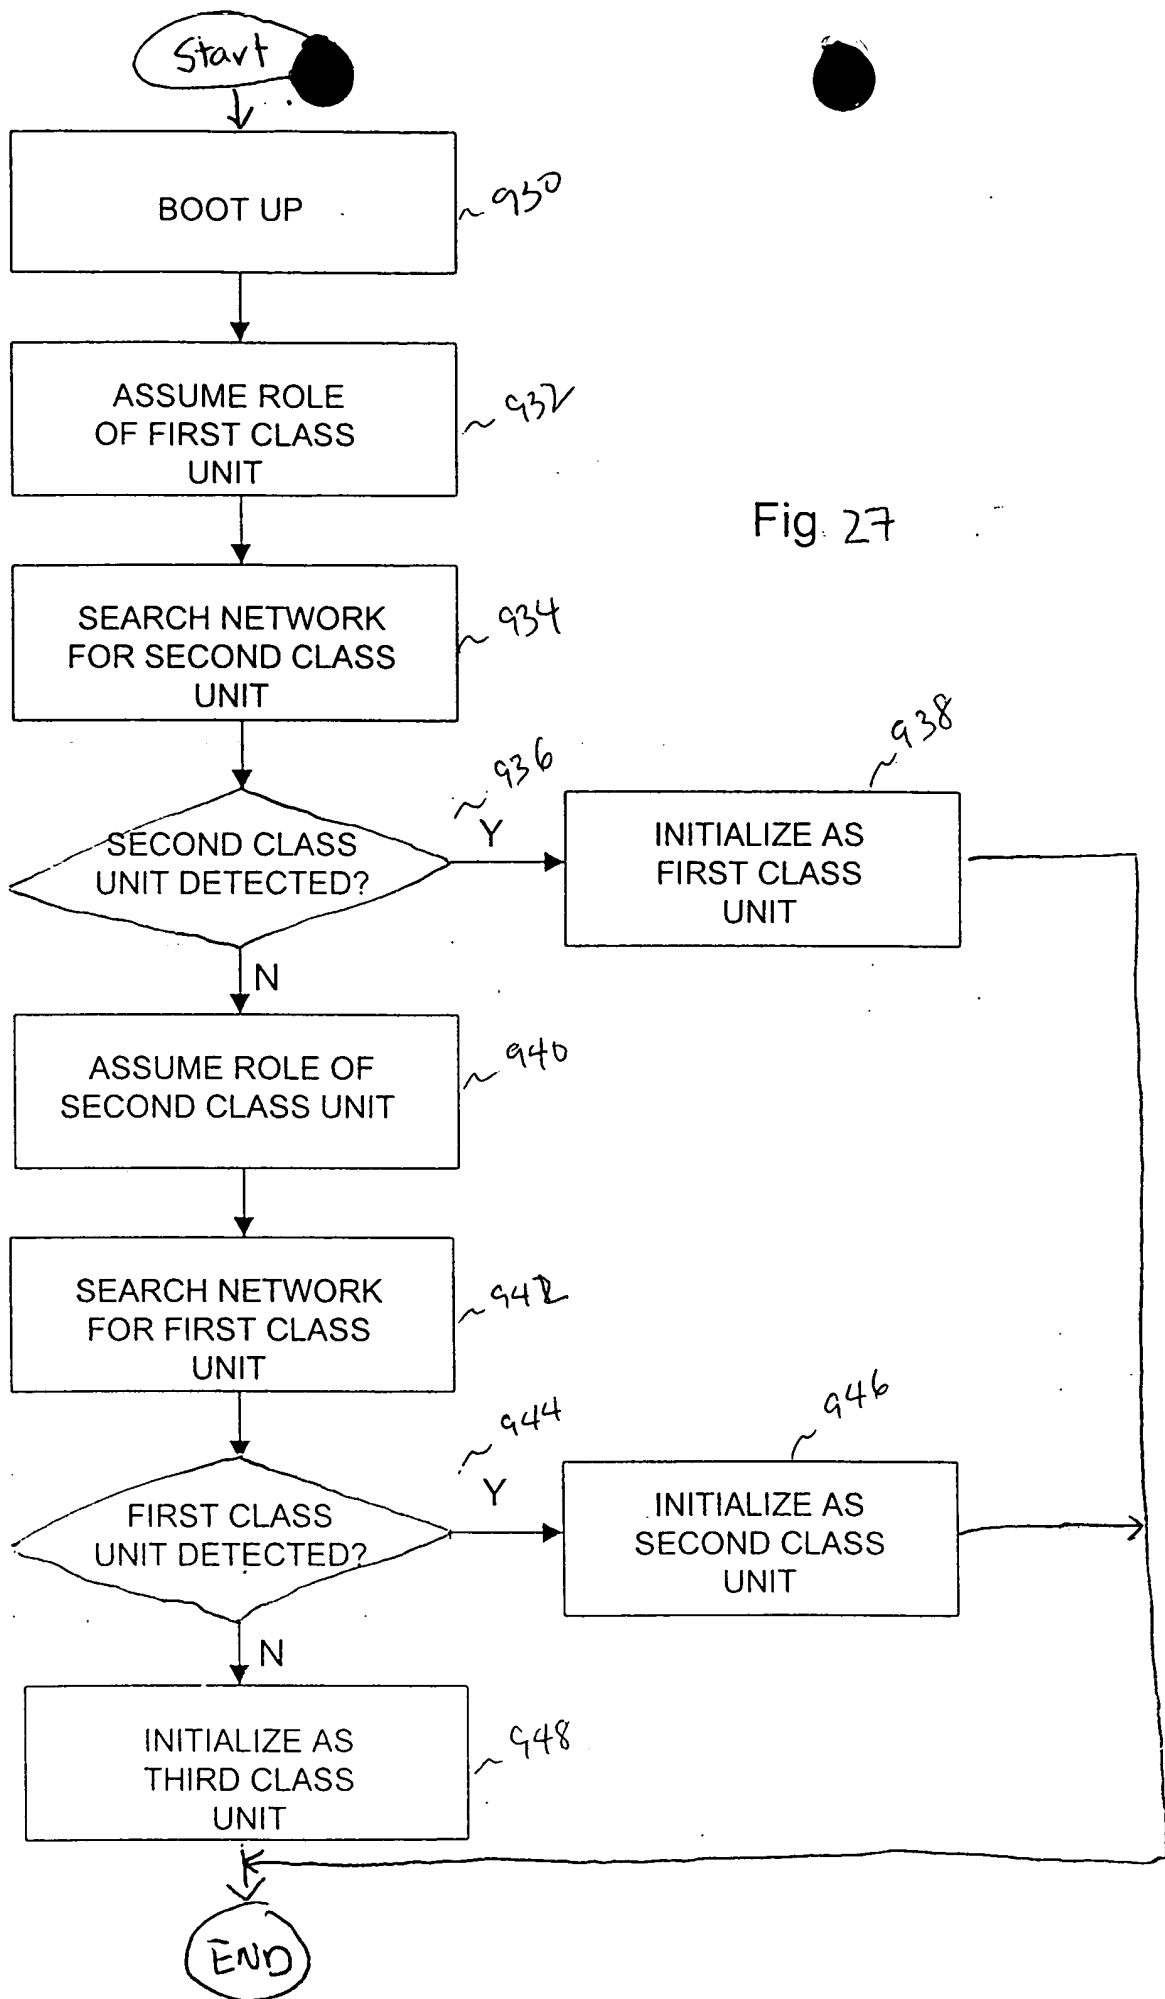 Start
BOOT UP
930
ASSUME ROLE
OF FIRST CLASS
UNIT
932
Fig. 27
SEARCH NETWORK
FOR SECOND CLASS
UNIT
934
936
938
SECOND CLASS
UNIT DETECTED?
Y
INITIALIZE AS
FIRST CLASS
UNIT
N
ASSUME ROLE OF
SECOND CLASS UNIT
940
SEARCH NETWORK
FOR FIRST CLASS
UNIT
942
944
946
FIRST CLASS
UNIT DETECTED?
Y
INITIALIZE AS
SECOND CLASS
UNIT
N
INITIALIZE AS
THIRD CLASS
UNIT
948
END